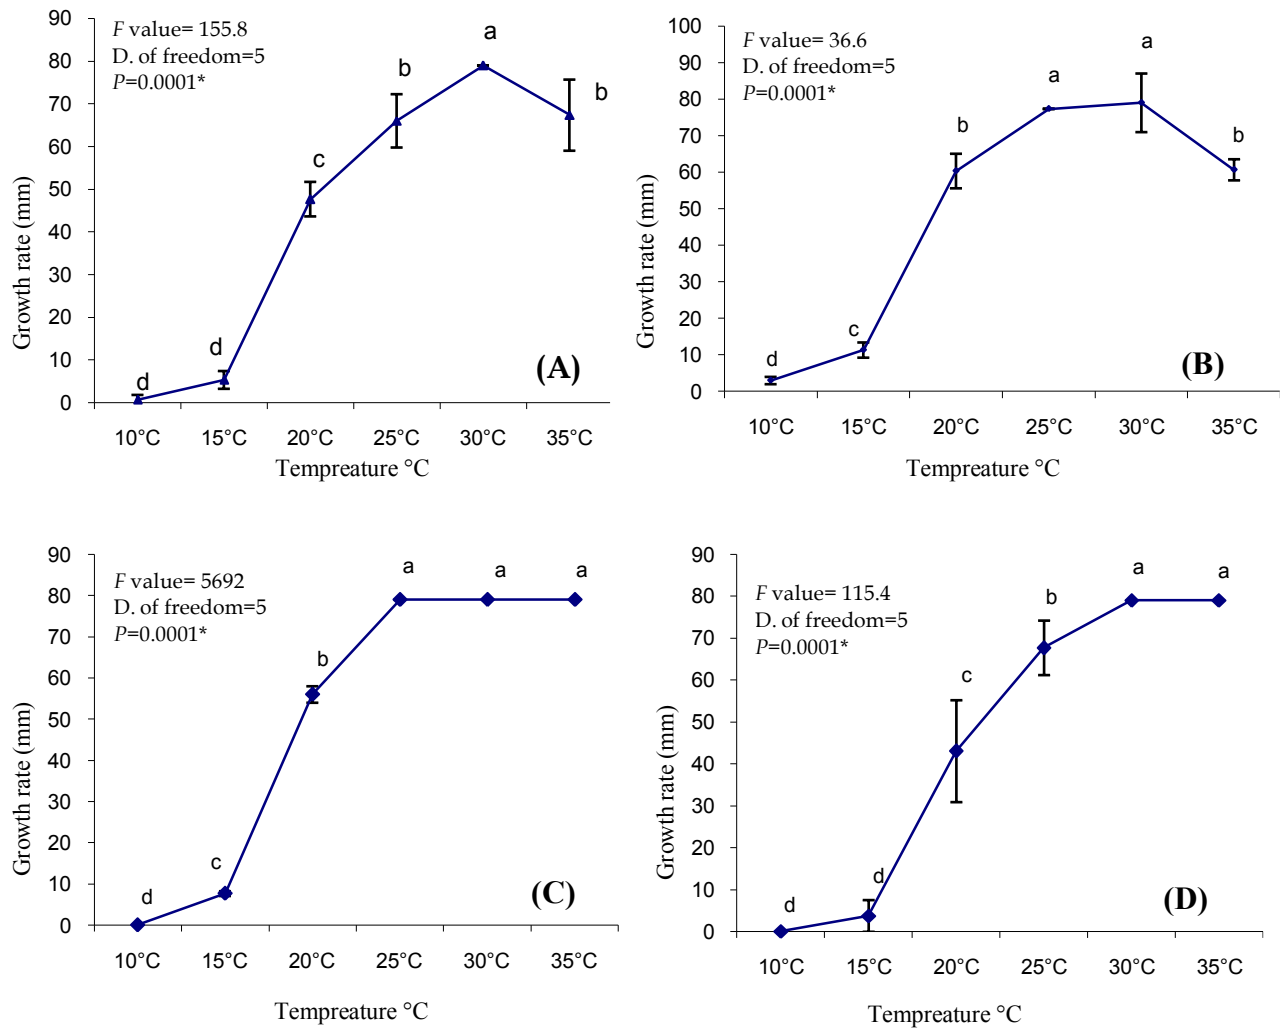 F value= 155.8
D. of freedom=5
P=0.0001*
90
80
70
60
50
40
30
20
10
0
Growth rate (mm)
d
d
c
b
a
b
(A)
10°C 15°C 20°C 25°C 30°C 35°C
Tempreature °C
F value= 36.6
D. of freedom=5
P=0.0001*
100
90
80
70
60
50
40
30
20
10
0
Growth rate (mm)
d
c
b
a
a
b
(B)
10°C 15°C 20°C 25°C 30°C 35°C
Tempreature °C
F value= 5692
D. of freedom=5
P=0.0001*
90
80
70
60
50
40
30
20
10
0
Growth rate (mm)
d
c
b
a
a
a
(C)
10°C 15°C 20°C 25°C 30°C 35°C
Tempreature °C
F value= 115.4
D. of freedom=5
P=0.0001*
90
80
70
60
50
40
30
20
10
0
Growth rate (mm)
d
d
c
b
a
a
(D)
10°C 15°C 20°C 25°C 30°C 35°C
Tempreature °C